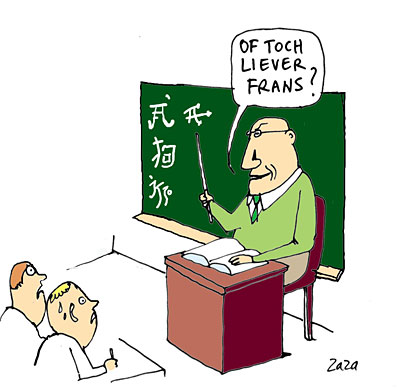 OF TOCH
LIEVER
FRANS?
zaza